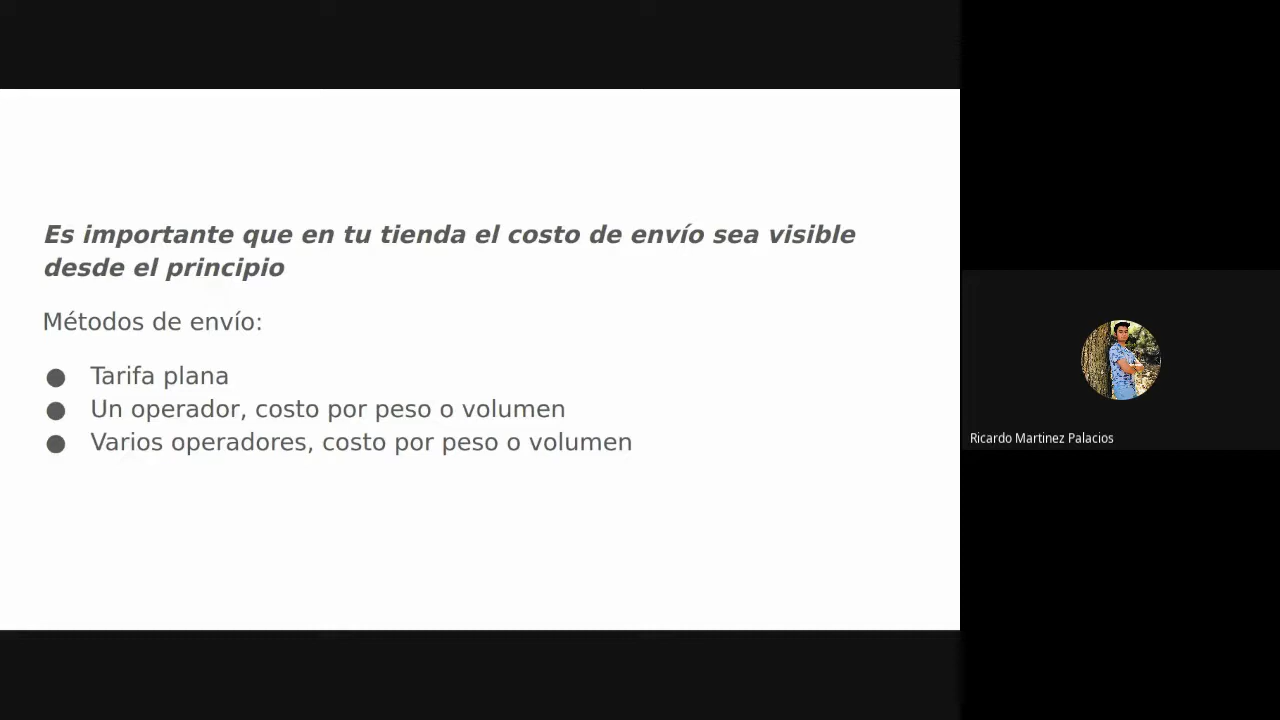 Es importante que en tu tienda el costo de envío sea visible
desde el principio
Métodos de envío:
● Tarifa plana
● Un operador, costo por peso o volumen
● Varios operadores, costo por peso o volumen
Ricardo Martinez Palacios